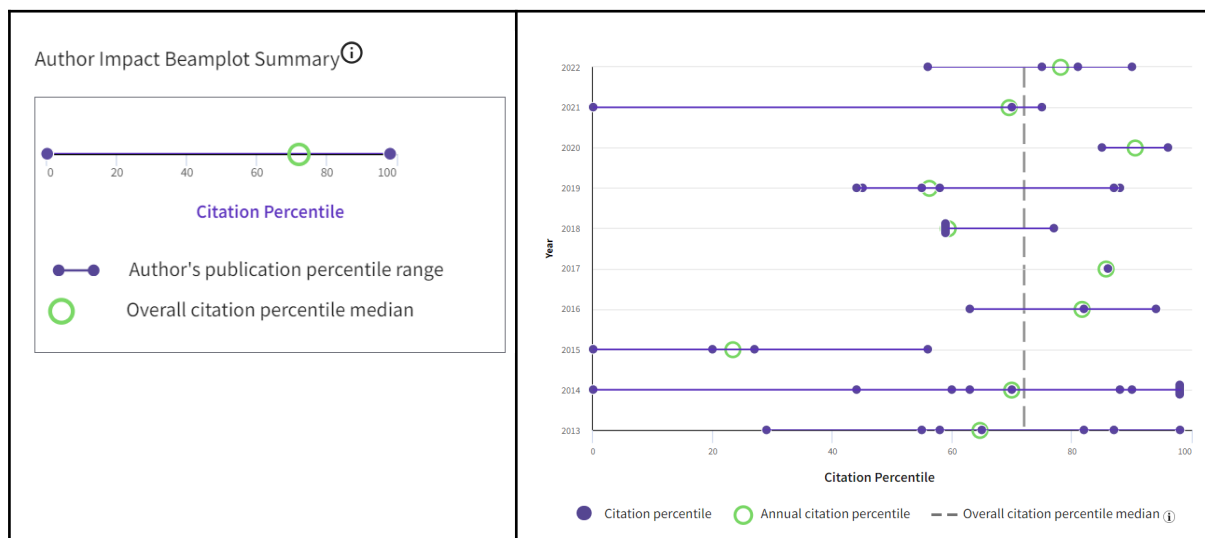 Author Impact Beamplot Summary
0 20 40 60 80 100
Citation Percentile
Author's publication percentile range
Overall citation percentile median
2022
2021
2020
2019
2018
2017
2016
2015
2014
2013
Year
0 20 40 60 80 100
Citation Percentile
Citation percentile Annual citation percentile Overall citation percentile median